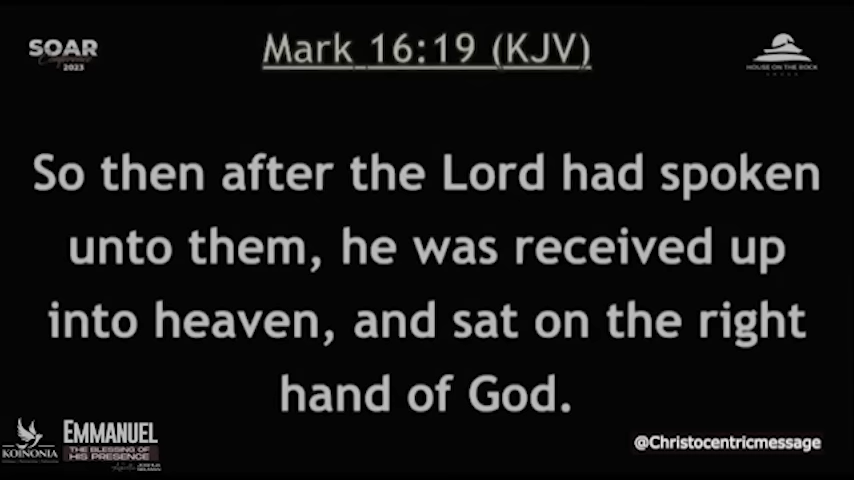 SOAR
Conference
2023
Mark 16:19 (KJV)
HOUSE ON THE ROCK
So then after the Lord had spoken
unto them, he was received up
into heaven, and sat on the right
hand of God.
KOINONIA
EMMANUEL
THE BLESSING OF
HIS PRESENCE
@Christocentricmessage